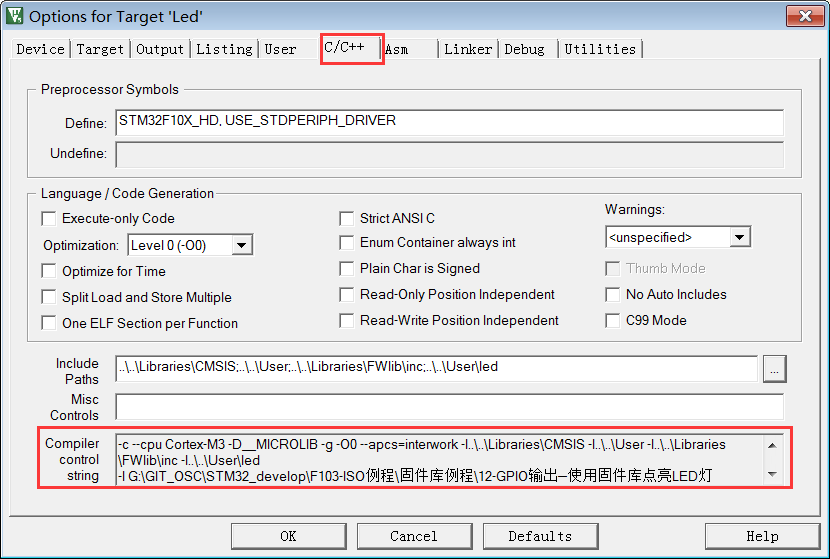 Options for Target 'Led'
Device Target Output Listing User C/C++ Asm Linker Debug Utilities
Preprocessor Symbols
Define: STM32F10X_HD, USE_STDPERIPH_DRIVER
Undefine:
Language / Code Generation
Execute-only Code
Optimization: Level 0 (-O0)
Optimize for Time
Split Load and Store Multiple
One ELF Section per Function
Strict ANSI C
Enum Container always int
Plain Char is Signed
Read-Only Position Independent
Read-Write Position Independent
Warnings:
<unspecified>
Thumb Mode
No Auto Includes
C99 Mode
Include
Paths
..\..\Libraries\CMSIS;..\..\User;..\..\Libraries\FWlib\inc;..\..\User\led
...
Misc
Controls
Compiler
control
string
-c --cpu Cortex-M3 -D__MICROLIB -g -O0 --apcs=interwork -I..\..\Libraries\CMSIS -I..\..\User -I..\..\Libraries
\FWlib\inc -I..\..\User\led
-I G:\GIT_OSC\STM32_develop\F103-ISO例程\固件库例程\12-GPIO输出—使用固件库点亮LED灯
OK Cancel Defaults Help